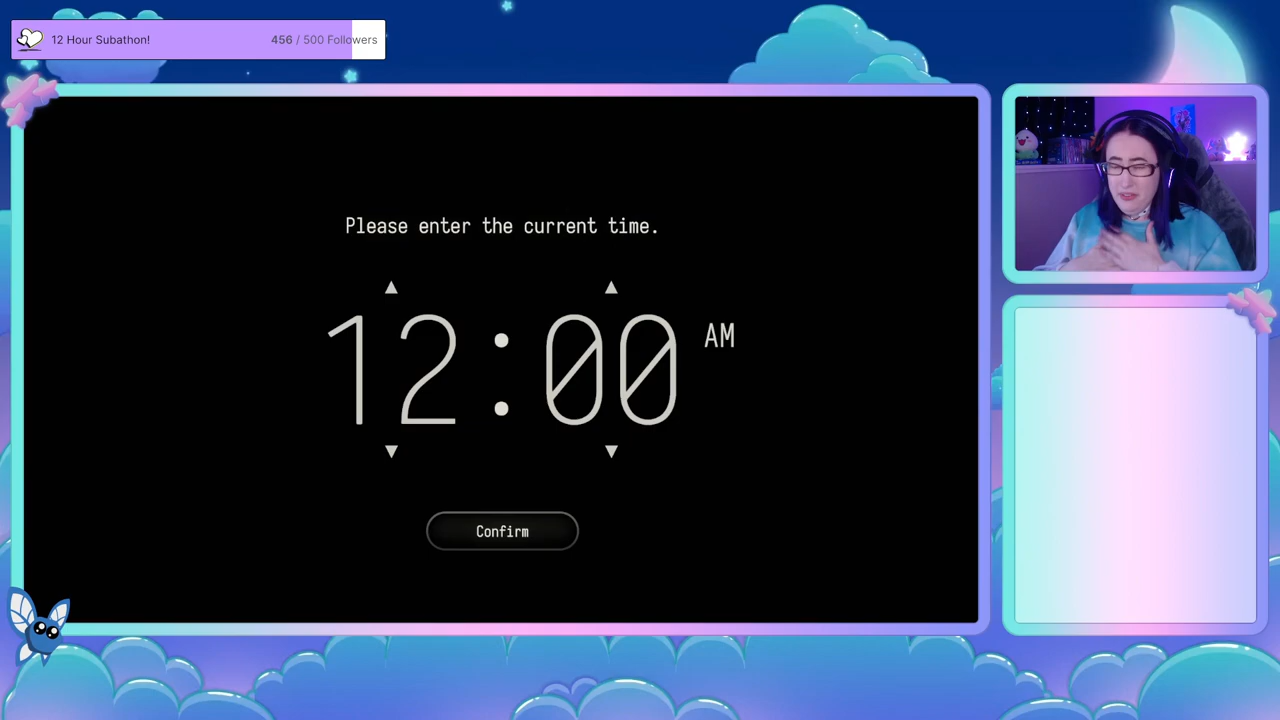 12 Hour Subathon! 456 / 500 Followers
Please enter the current time.
12:00 AM
Confirm